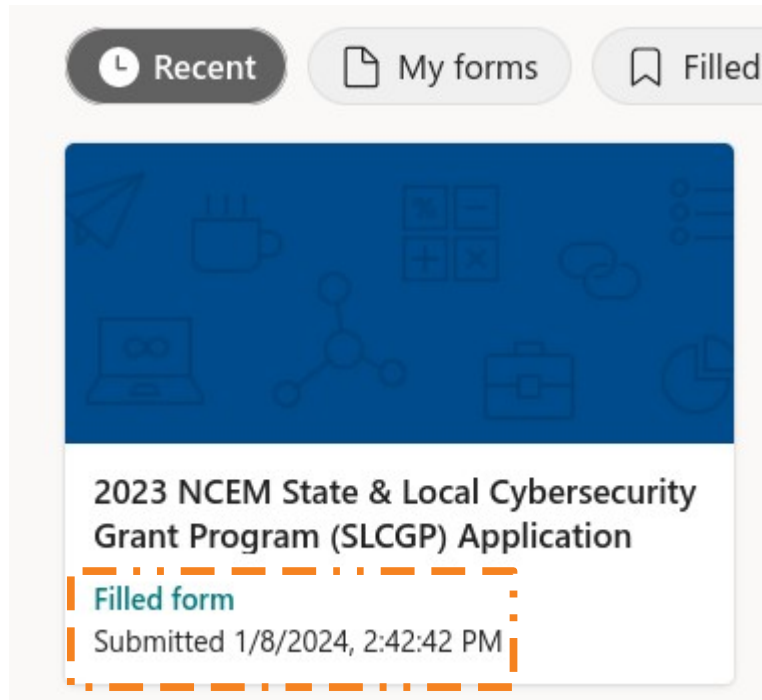 Recent My forms Filled
2023 NCEM State & Local Cybersecurity
Grant Program (SLCGP) Application
Filled form
Submitted 1/8/2024, 2:42:42 PM